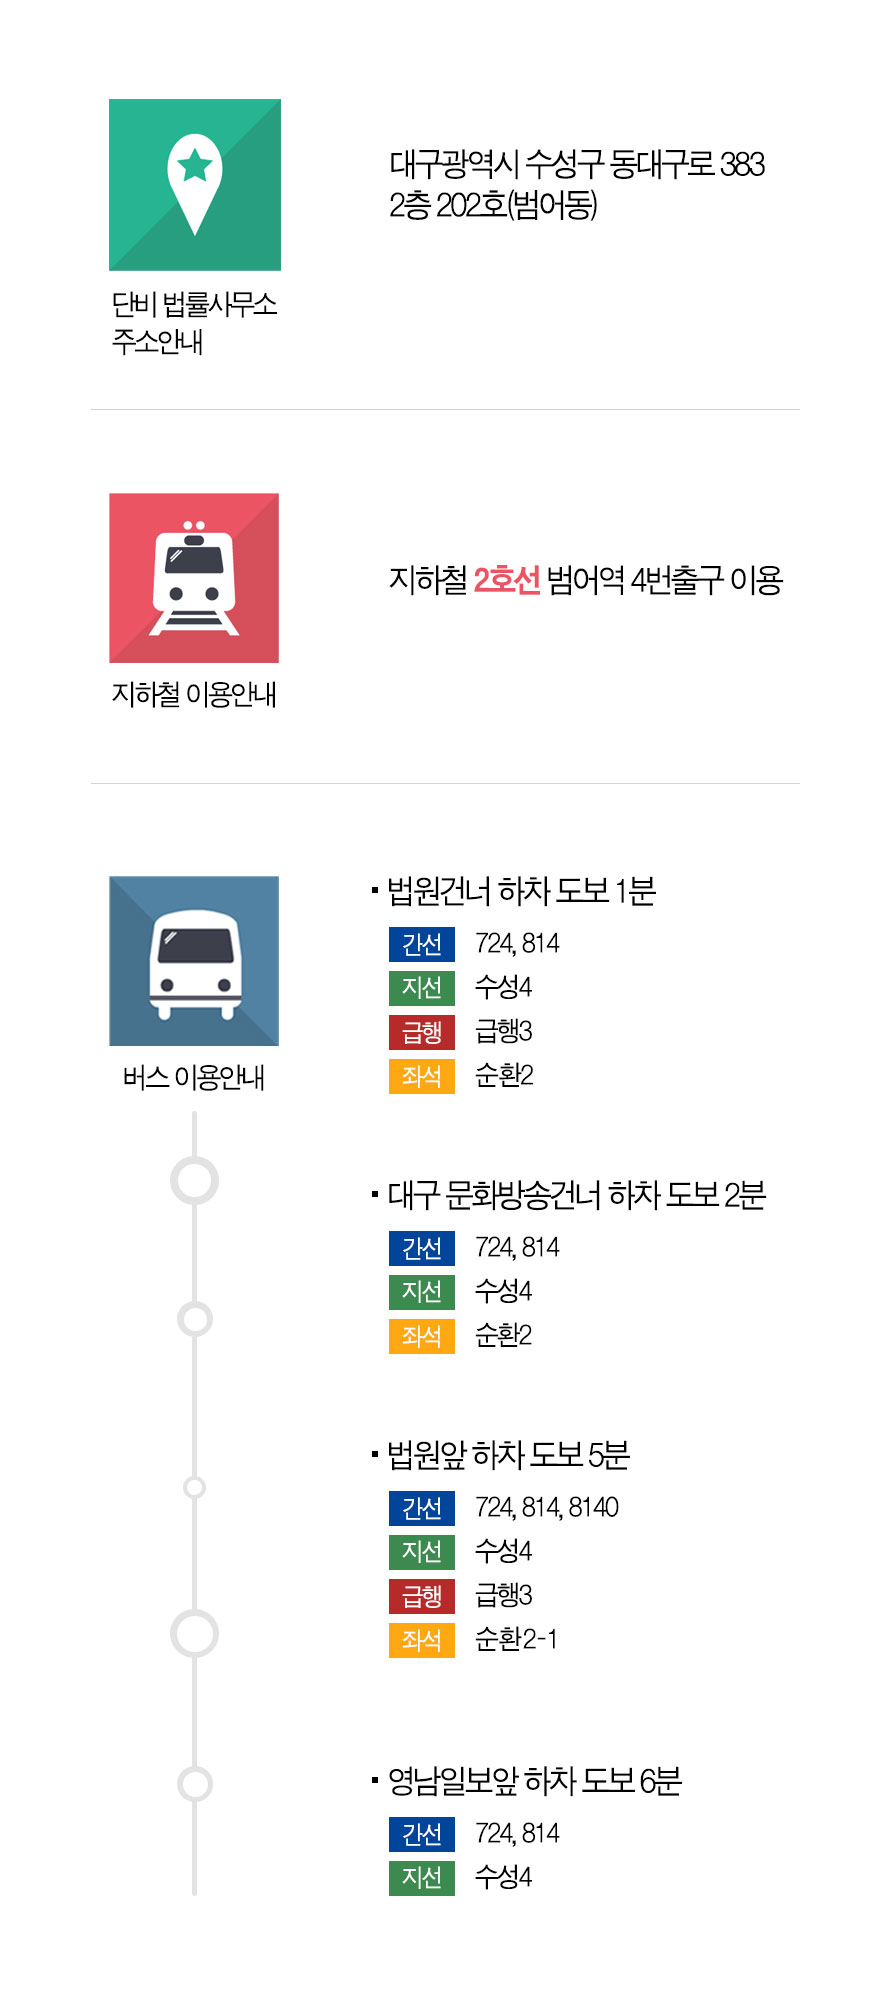 대구광역시 수성구 동대구로 383
2층 202호(범어동)
단비 법률사무소
주소안내
지하철 2호선 범어역 4번출구 이용
지하철 이용안내
버스 이용안내
· 법원건너 하차 도보 1분
간선 724, 814
지선 수성4
급행 급행3
좌석 순환2
· 대구 문화방송건너 하차 도보 2분
간선 724, 814
지선 수성4
좌석 순환2
· 법원앞 하차 도보 5분
간선 724, 814, 8140
지선 수성4
급행 급행3
좌석 순환2-1
· 영남일보앞 하차 도보 6분
간선 724, 814
지선 수성4